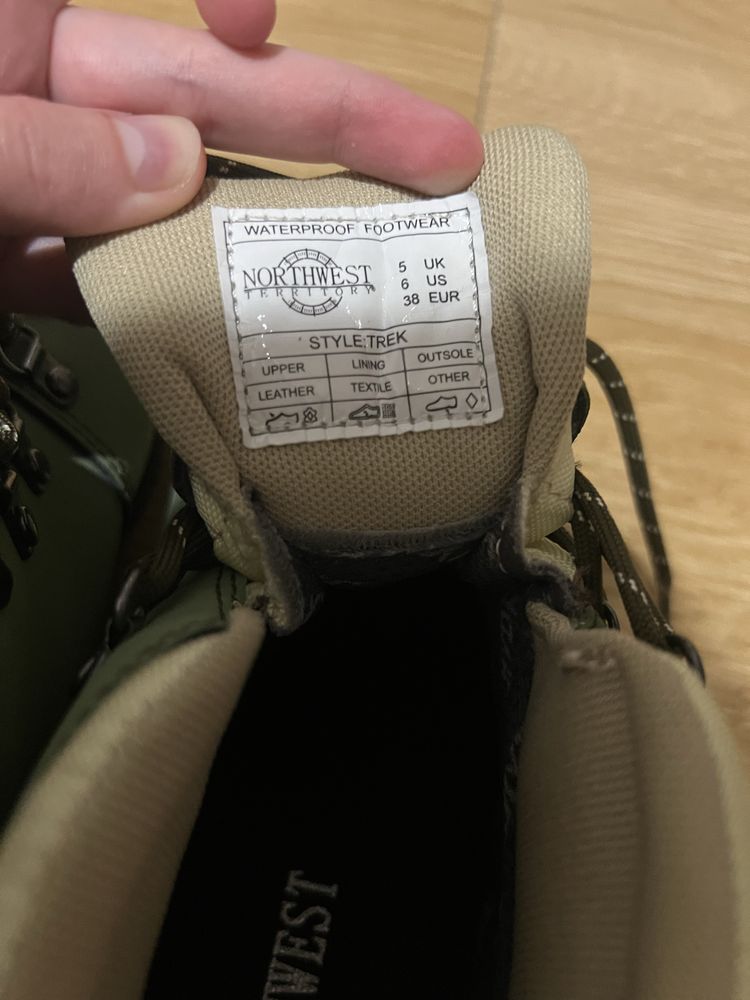 WATERPROOF FOOTWEAR
NORTHWEST
TERRITORY
5 UK
6 US
38 EUR
STYLE:TREK
UPPER LINING OUTSOLE
LEATHER TEXTILE OTHER
WEST